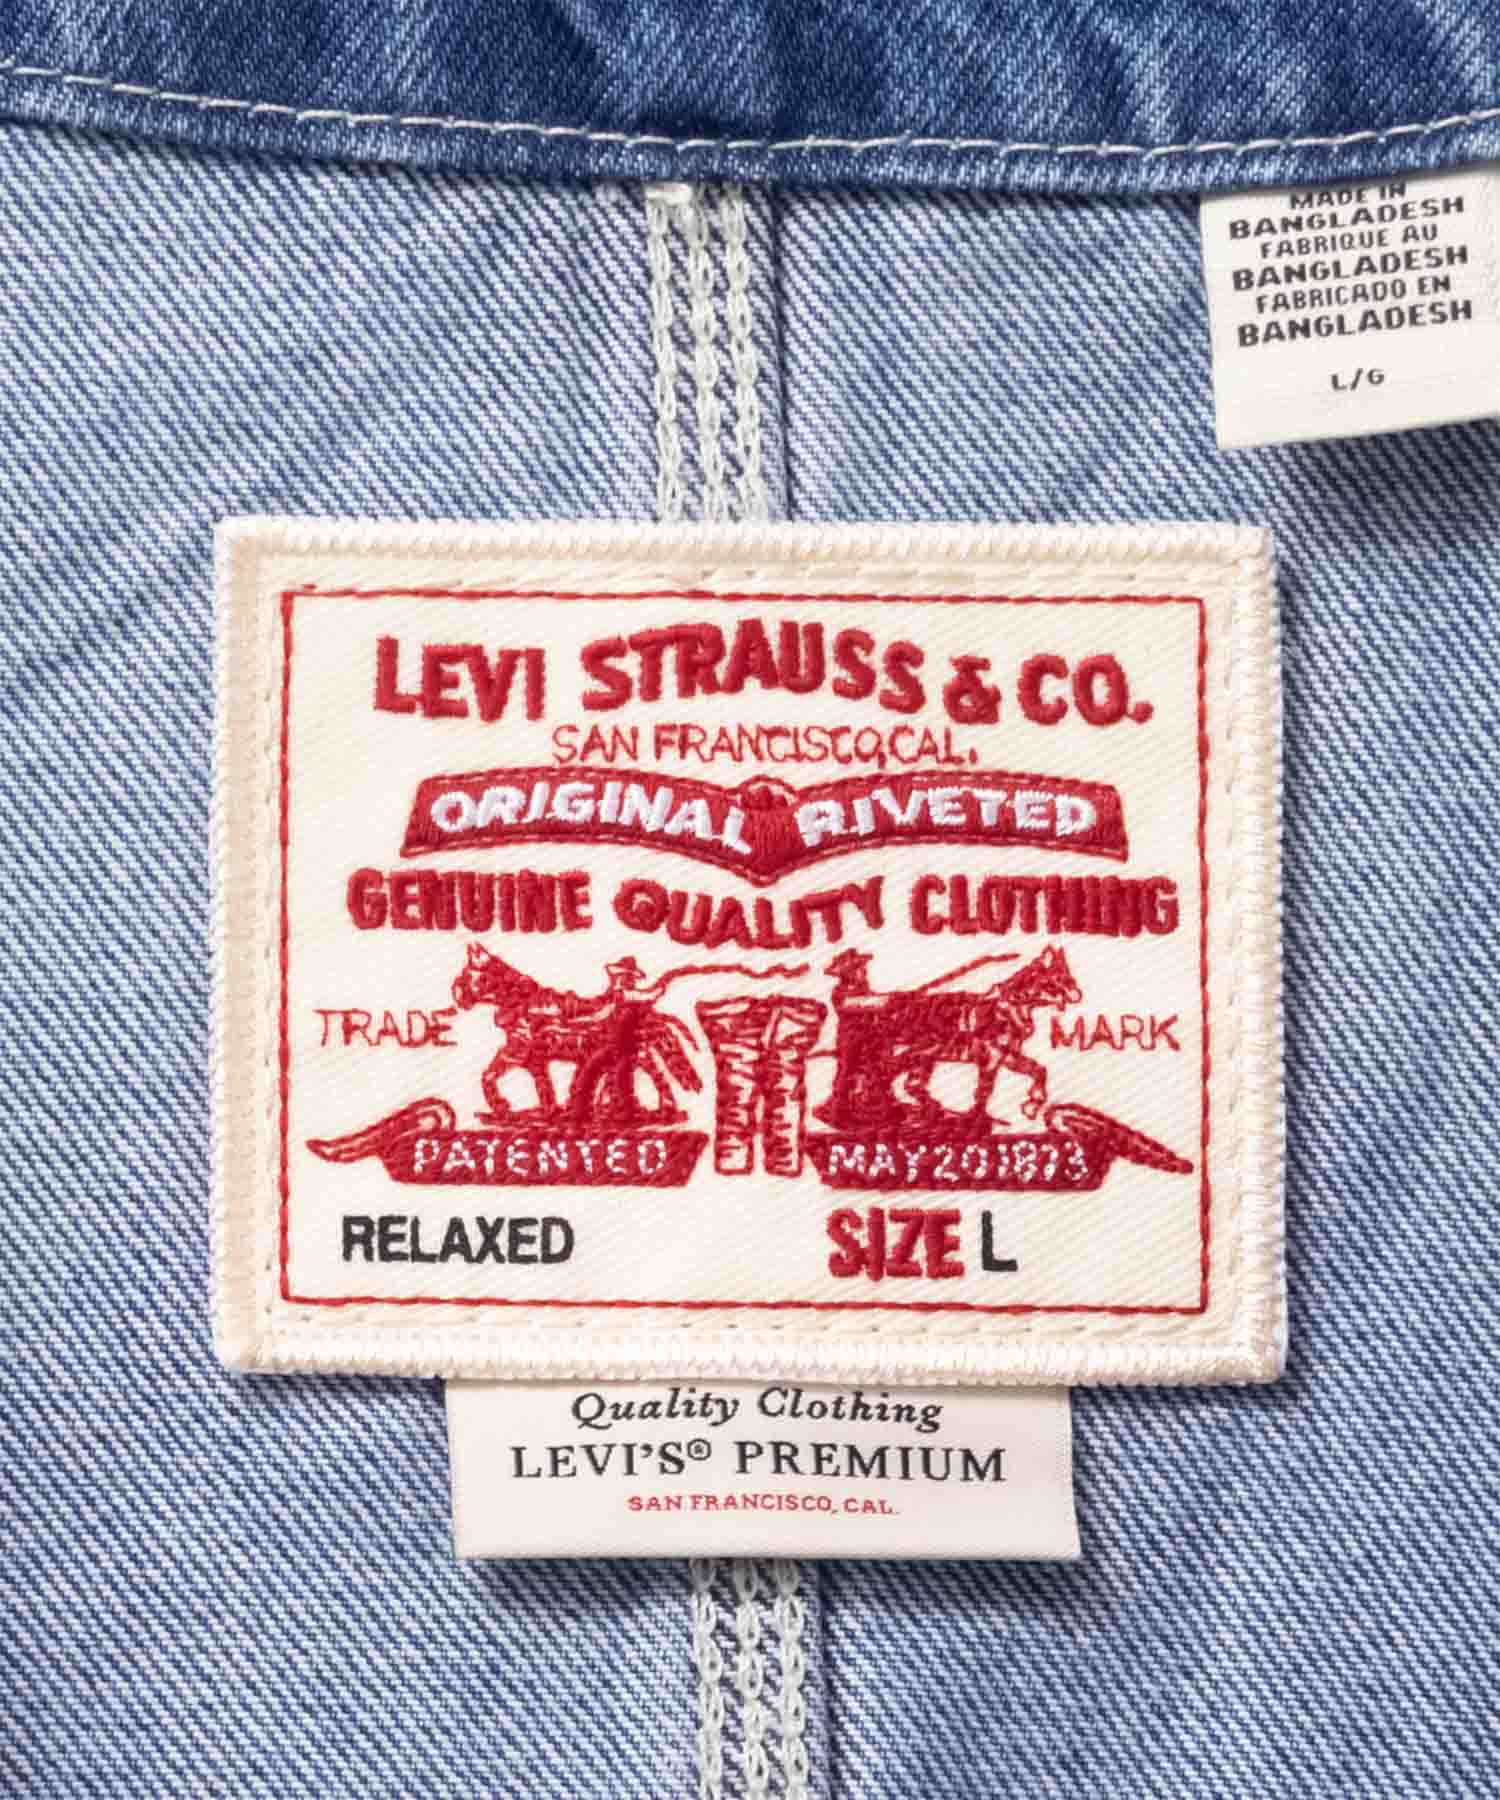 MADE IN
BANGLADESH
FABRIQUE AU
BANGLADESH
FABRICADO EN
BANGLADESH
L/G
LEVI STRAUSS & CO.
SAN FRANCISCO, CAL.
ORIGINAL RIVETED
GENUINE QUALITY CLOTHING
TRADE MARK
PATENTED MAY 20 1873
RELAXED SIZE L
Quality Clothing
LEVI'S® PREMIUM
SAN FRANCISCO, CAL.